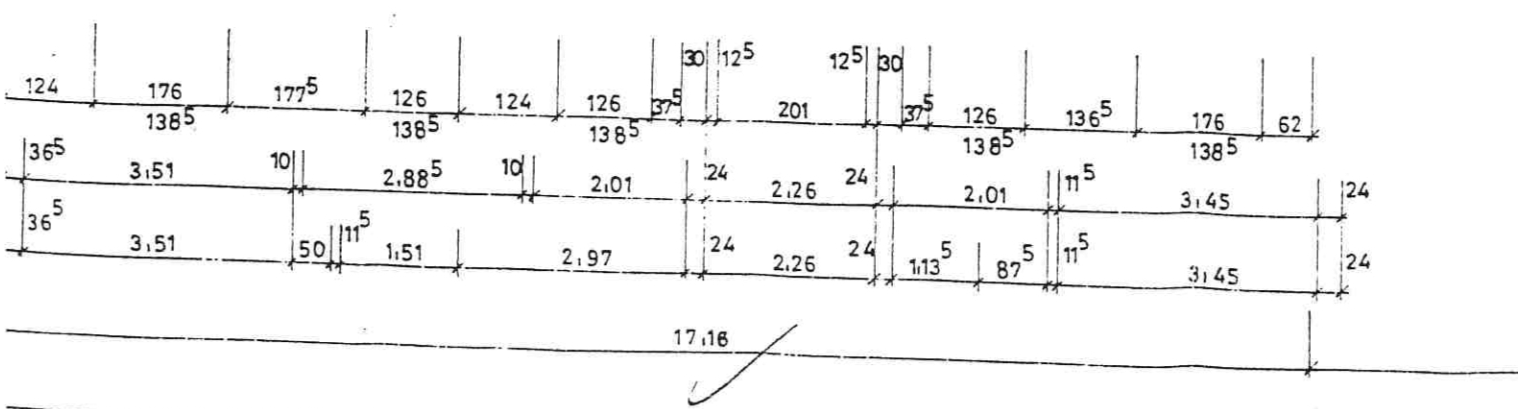 30 12⁵ 12⁵ 30
124 176 177⁵ 126 124 126 37⁵ 201 37⁵ 126 136⁵ 176 62
138⁵ 138⁵ 138⁵ 138⁵ 138⁵
36⁵ 3,51 10 2,88⁵ 10 2,01 24 2,26 24 2,01 11⁵ 3,45 24
36⁵ 3,51 50 11⁵ 1,51 2,97 24 2,26 24 1,13⁵ 87⁵ 11⁵ 3,45 24
17,16